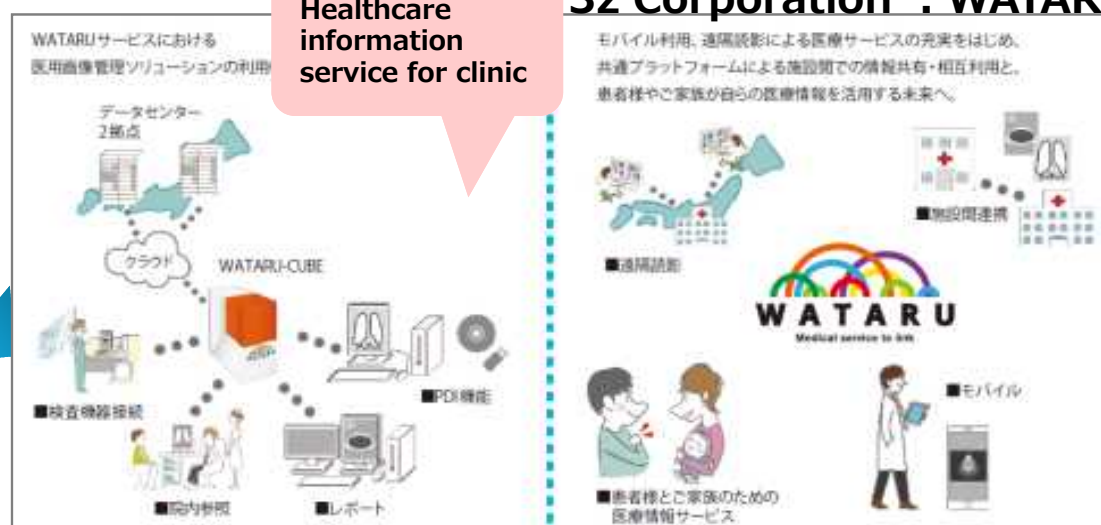 Healthcare
information
service for clinic
S2 Corporation
: WATAR
WATARUサービスにおける
医用画像管理ソリューションの利用
データセンター
2拠点
クラウド
WATARU-CUBE
■検査機器接続
■PDI機能
■院内参照
■レポート
モバイル利用、遠隔読影による医療サービスの充実をはじめ、
共通プラットフォームによる施設間での情報共有・相互利用と、
患者様やご家族が自らの医療情報を活用する未来へ。
■遠隔読影
■施設間連携
WATARU
Medical service to link
■患者様とご家族のための
医療情報サービス
■モバイル